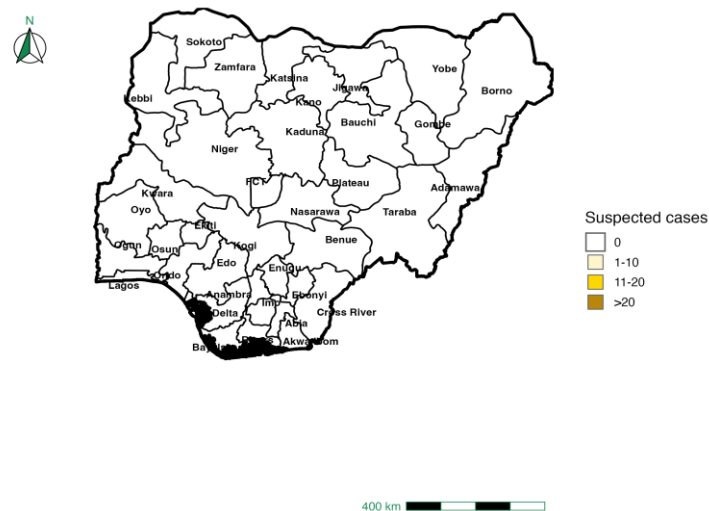 N
Sokoto
Zamfara
Katsina
Jigawa
Yobe
Borno
Kebbi
Kano
Kaduna
Bauchi
Gombe
Niger
FCT
Plateau
Adamawa
Kwara
Oyo
Nasarawa
Taraba
Ekiti
Ogun
Osun
Kogi
Benue
Edo
Enugu
Lagos
Ondo
Anambra
Imo
Ebonyi
Delta
Abia
Cross River
Akwa Ibom
Suspected cases
0
1-10
11-20
>20
400 km